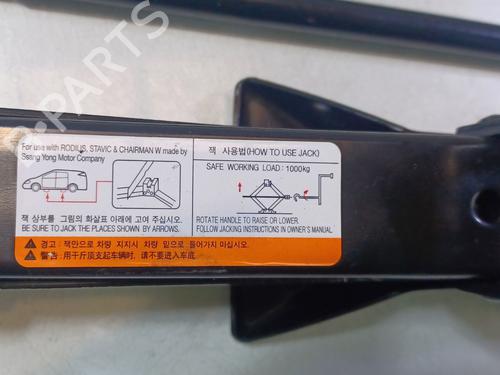 B-PARTS
For use with RODIUS, STAVIC & CHAIRMAN W made by
Ssang Yong Motor Company
잭 상부를 그림의 화살표 아래에 고여 주십시오.
BE SURE TO JACK THE PLACES SHOWN BY ARROWS.
잭 사용법(HOW TO USE JACK)
SAFE WORKING LOAD: 1000kg
ROTATE HANDLE TO RAISE OR LOWER.
FOLLOW JACKING INSTRUCTIONS IN OWNER'S MANUAL.
경고: 잭만으로 차량 지지시 차량 밑으로 들어가지 마십시오.
警告: 用千斤顶支起车辆时, 请不要进入车底.